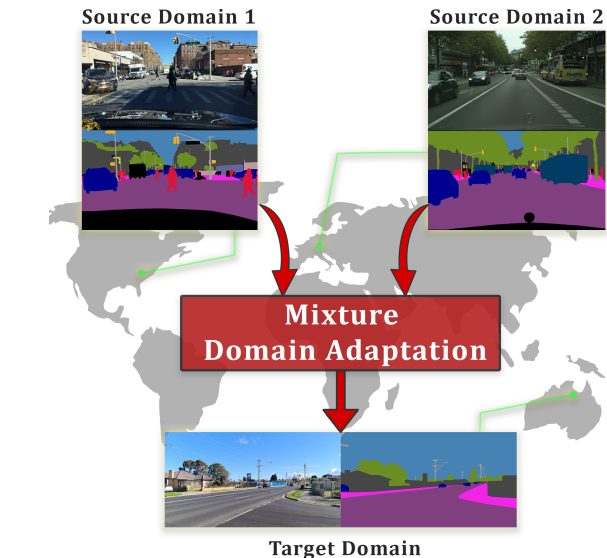 Source Domain 1
Source Domain 2
Mixture
Domain Adaptation
Target Domain